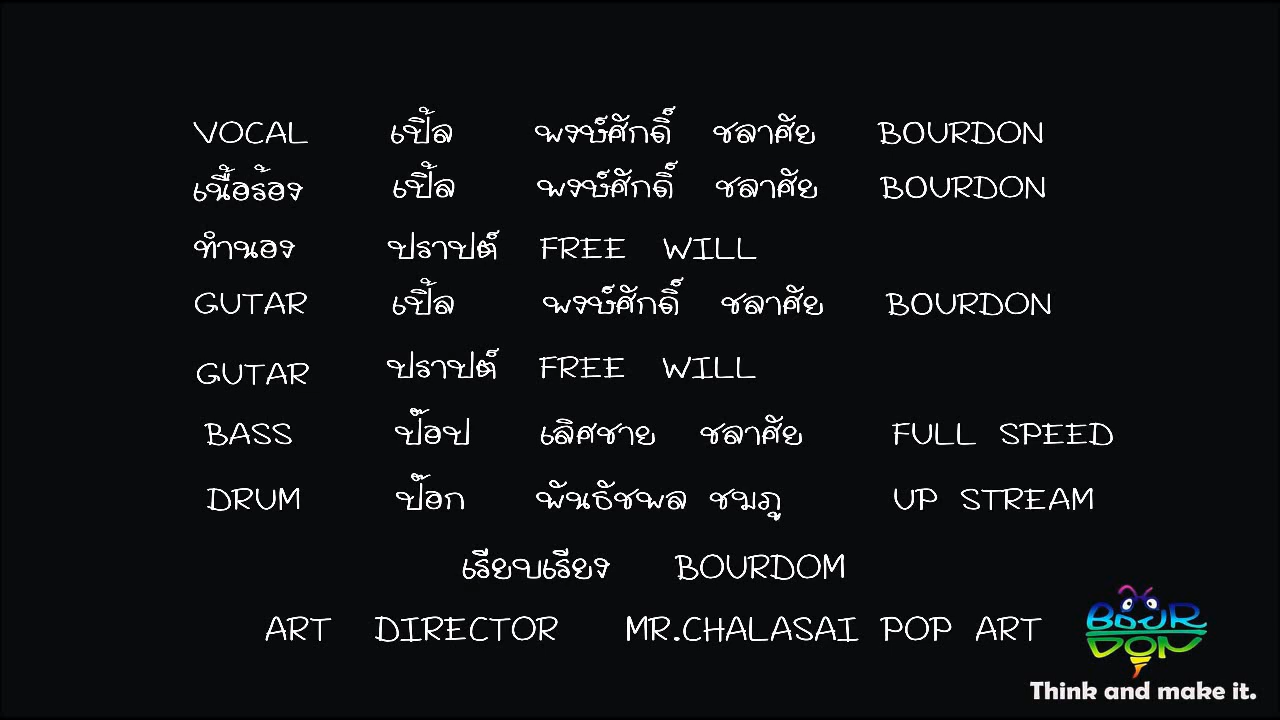 VOCAL เปิ้ล พงษ์ศักดิ์ ชลาศัย BOURDON
เนื้อร้อง เปิ้ล พงษ์ศักดิ์ ชลาศัย BOURDON
ทำนอง ปราปต์ FREE WILL
GUTAR เปิ้ล พงษ์ศักดิ์ ชลาศัย BOURDON
GUTAR ปราปต์ FREE WILL
BASS ป๊อป เลิศชาย ชลาศัย FULL SPEED
DRUM ป๊อก พันธัชพล ชมภู UP STREAM
เรียบเรียง BOURDOM
ART DIRECTOR MR.CHALASAI POP ART
BOUR
DON
Think and make it.